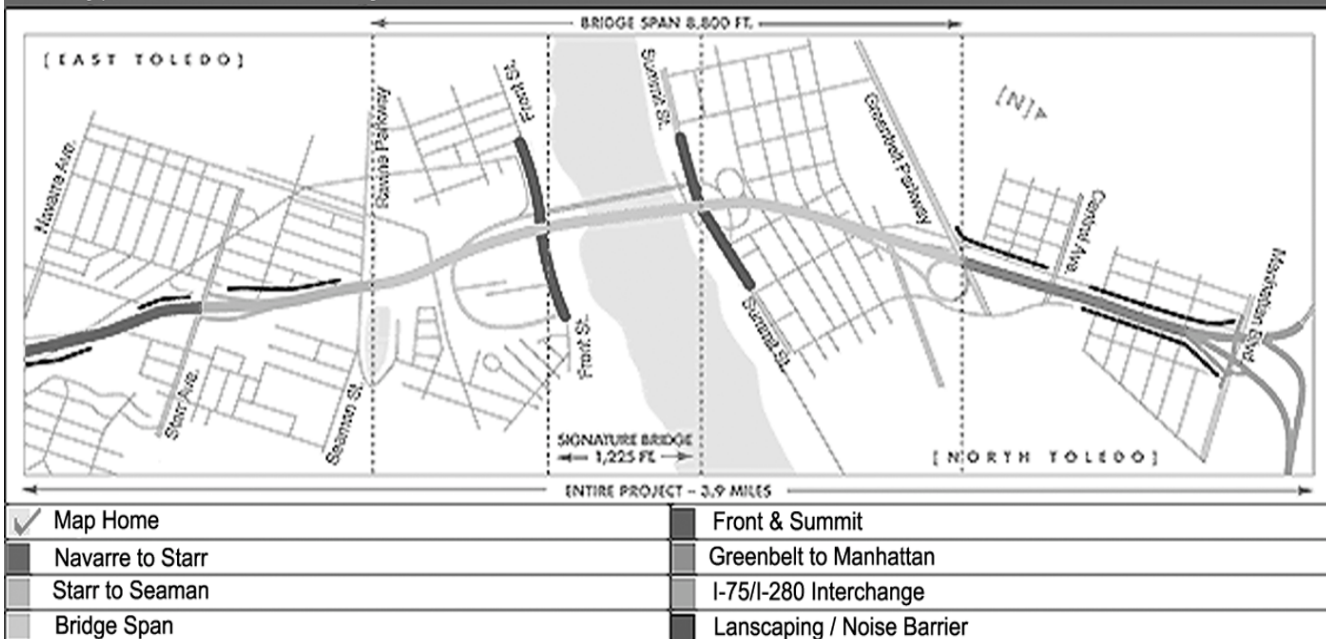 BRIDGE SPAN 8,800 FT.
[ EAST TOLEDO ]
[N]
Navarre Ave.
Starr Ave.
Seaman St.
Front St.
Front St.
Summit St.
Summit St.
Greenbelt Parkway
Central Ave.
Manhattan Blvd.
SIGNATURE BRIDGE
1,225 FT.
[ NORTH TOLEDO ]
ENTIRE PROJECT – 3.9 MILES
Map Home
Front & Summit
Navarre to Starr
Greenbelt to Manhattan
Starr to Seaman
I-75/I-280 Interchange
Bridge Span
Lanscaping / Noise Barrier